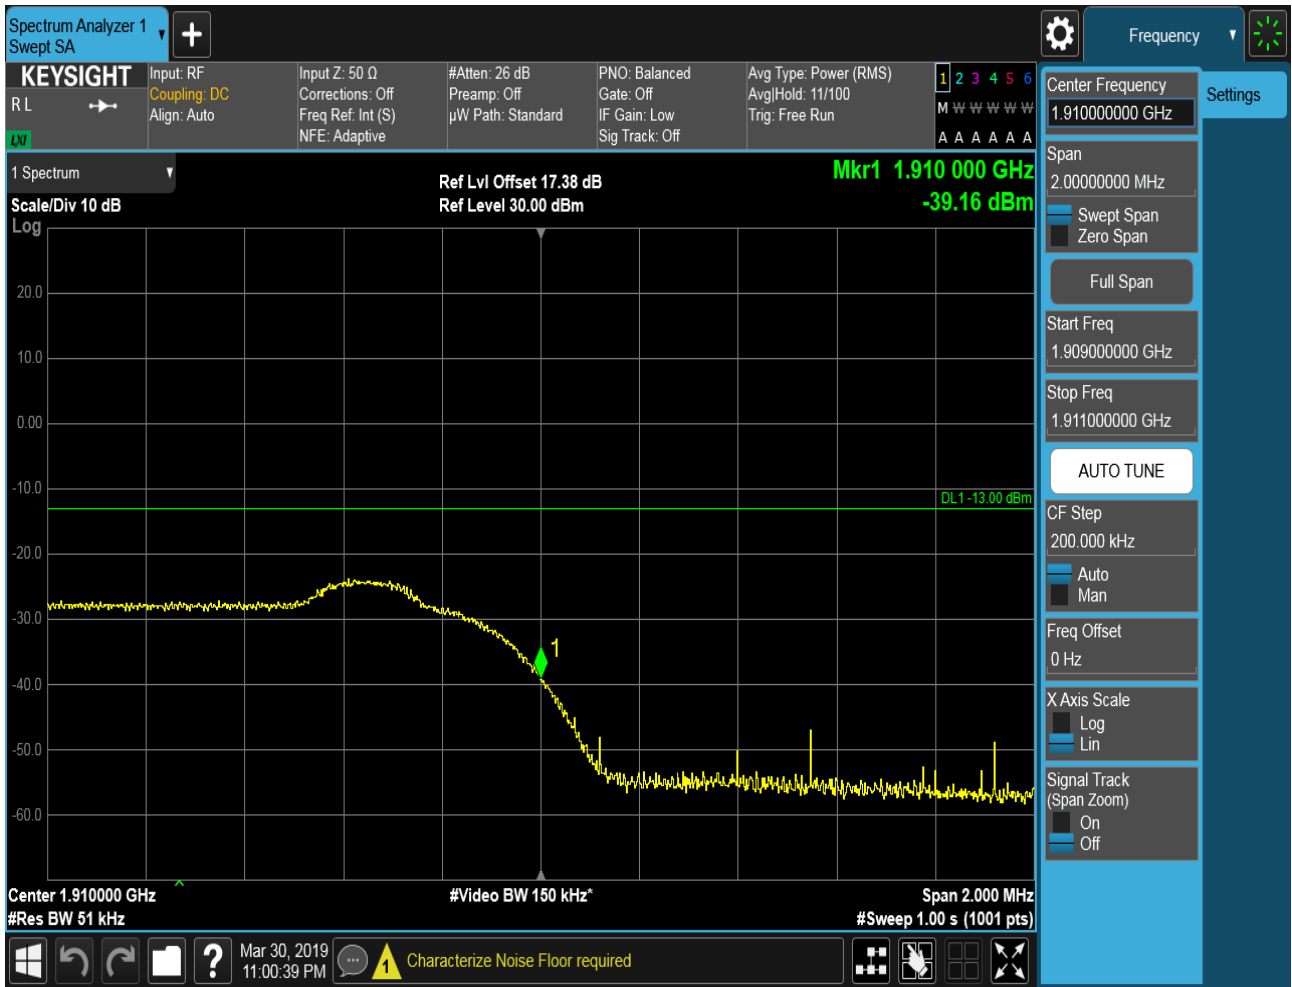 Spectrum Analyzer 1
Swept SA
Frequency
KEYSIGHT
R L
LXI
Input: RF
Coupling: DC
Align: Auto
Input Z: 50 Ω
Corrections: Off
Freq Ref: Int (S)
NFE: Adaptive
#Atten: 26 dB
Preamp: Off
µW Path: Standard
PNO: Balanced
Gate: Off
IF Gain: Low
Sig Track: Off
Avg Type: Power (RMS)
Avg|Hold: 11/100
Trig: Free Run
1 2 3 4 5 6
M W W W W W
A A A A A A
1 Spectrum
Scale/Div 10 dB
Log
Ref Lvl Offset 17.38 dB
Ref Level 30.00 dBm
Mkr1 1.910 000 GHz
-39.16 dBm
20.0
10.0
0.00
-10.0
DL1 -13.00 dBm
-20.0
-30.0
1
-40.0
-50.0
-60.0
Center 1.910000 GHz
#Res BW 51 kHz
#Video BW 150 kHz*
Span 2.000 MHz
#Sweep 1.00 s (1001 pts)
Mar 30, 2019
11:00:39 PM
?
1
Characterize Noise Floor required
Center Frequency
1.910000000 GHz
Settings
Span
2.00000000 MHz
Swept Span
Zero Span
Full Span
Start Freq
1.909000000 GHz
Stop Freq
1.911000000 GHz
AUTO TUNE
CF Step
200.000 kHz
Auto
Man
Freq Offset
0 Hz
X Axis Scale
Log
Lin
Signal Track
(Span Zoom)
On
Off